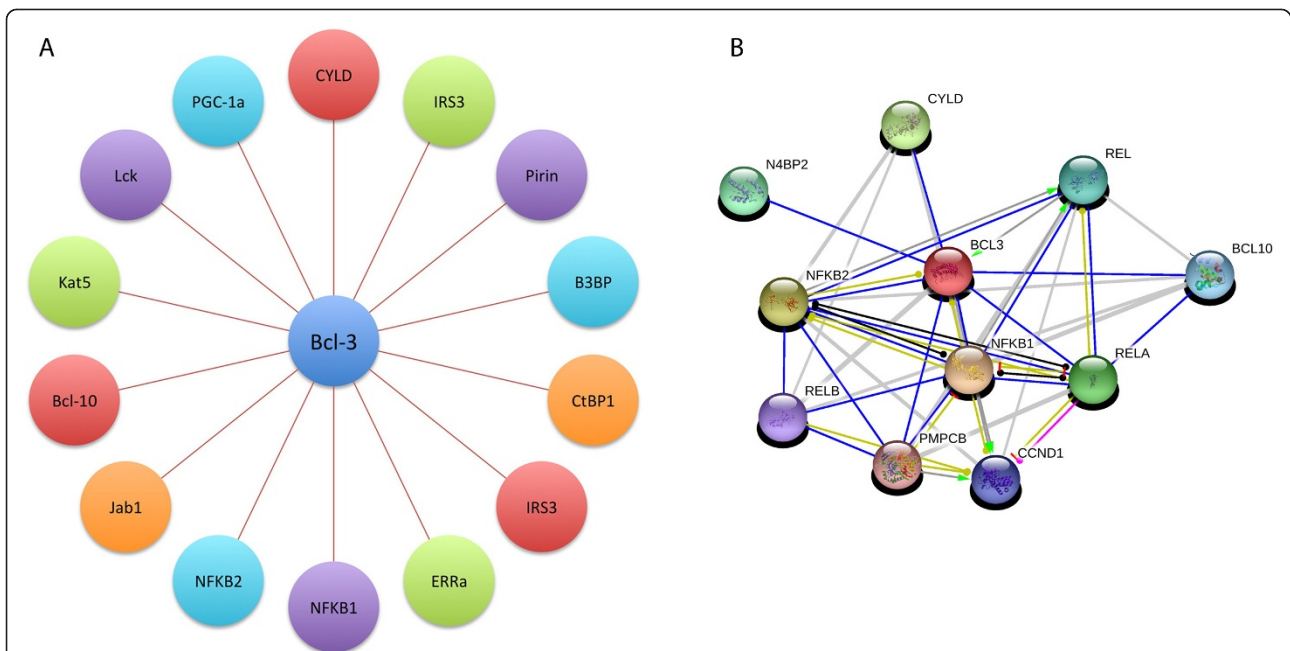 A
CYLD
IRS3
Pirin
B3BP
CtBP1
IRS3
ERRa
NFKB1
NFKB2
Jab1
Bcl-10
Kat5
Lck
PGC-1a
Bcl-3
B
CYLD
N4BP2
REL
BCL3
BCL10
NFKB2
NFKB1
RELA
RELB
PMPCB
CCND1